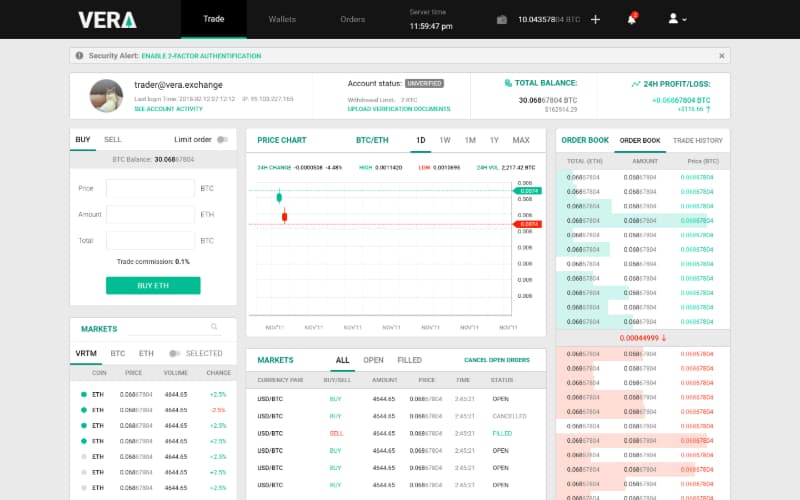 VERA
Trade
Wallets
Orders
Server time
11:59:47 pm
10.04357804 BTC
Security Alert: ENABLE 2-FACTOR AUTHENTICATION
trader@vera.exchange
Last login Time: 2018-02-12 07:12:12 IP: 95.103.227.165
SEE ACCOUNT ACTIVITY
Account status: UNVERIFIED
Withdrawal Limit: 2 BTC
UPLOAD VERIFICATION DOCUMENTS
TOTAL BALANCE:
30.06867804 BTC
24H PROFIT/LOSS:
+0.06867804 BTC
BUY SELL Limit order
BTC Balance: 30.06867804
Price BTC
Amount ETH
Total BTC
Trade commission: 0.1%
BUY ETH
PRICE CHART BTC/ETH 1D 1W 1M 1Y MAX
24H CHANGE -0.0000508 -4.48% HIGH 0.0011420 LOW 0.0010695 24H VOL 2,217.42 BTC
0.008
0.0074
0.008
0.008
0.0074
0.008
0.008
0.008
0.008
0.008
NOV'11 NOV'11 NOV'11 NOV'11 NOV'11 NOV'11
ORDER BOOK ORDER BOOK TRADE HISTORY
TOTAL (ETH) AMOUNT Price (BTC)
0.06867804 0.06867804 0.06867804
0.06867804 0.06867804 0.06867804
0.06867804 0.06867804 0.06867804
0.06867804 0.06867804 0.06867804
0.06867804 0.06867804 0.06867804
0.06867804 0.06867804 0.06867804
0.06867804 0.06867804 0.06867804
0.06867804 0.06867804 0.06867804
0.06867804 0.06867804 0.06867804
0.06867804 0.06867804 0.06867804
0.06867804 0.06867804 0.06867804
0.00044999
0.06867804 0.06867804 0.06867804
0.06867804 0.06867804 0.06867804
0.06867804 0.06867804 0.06867804
0.06867804 0.06867804 0.06867804
0.06867804 0.06867804 0.06867804
0.06867804 0.06867804 0.06867804
0.06867804 0.06867804 0.06867804
0.06867804 0.06867804 0.06867804
0.06867804 0.06867804 0.06867804
0.06867804 0.06867804 0.06867804
MARKETS
VRTM BTC ETH SELECTED
COIN PRICE VOLUME CHANGE
ETH 0.06867804 4644.65 +2.5%
ETH 0.06867804 4644.65 -2.5%
ETH 0.06867804 4644.65 +2.5%
ETH 0.06867804 4644.65 +2.5%
ETH 0.06867804 4644.65 +2.5%
ETH 0.06867804 4644.65 +2.5%
ETH 0.06867804 4644.65 +2.5%
MARKETS ALL OPEN FILLED CANCEL OPEN ORDERS
CURRENCY PAIR BUY/SELL AMOUNT PRICE TIME STATUS
USD/BTC BUY 4644.65 0.06867804 2:45:21 OPEN
USD/BTC BUY 4644.65 0.06867804 2:45:21 CANCELLED
USD/BTC SELL 4644.65 0.06867804 2:45:21 FILLED
USD/BTC BUY 4644.65 0.06867804 2:45:21 OPEN
USD/BTC BUY 4644.65 0.06867804 2:45:21 OPEN
USD/BTC BUY 4644.65 0.06867804 2:45:21 OPEN